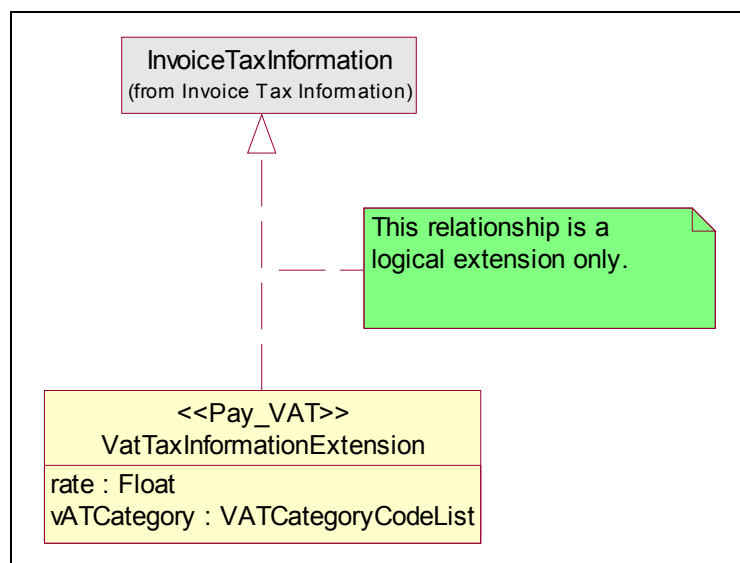 InvoiceTaxInformation
(from Invoice Tax Information)
This relationship is a
logical extension only.
<<Pay_VAT>>
VatTaxInformationExtension
rate : Float
vATCategory : VATCategoryCodeList